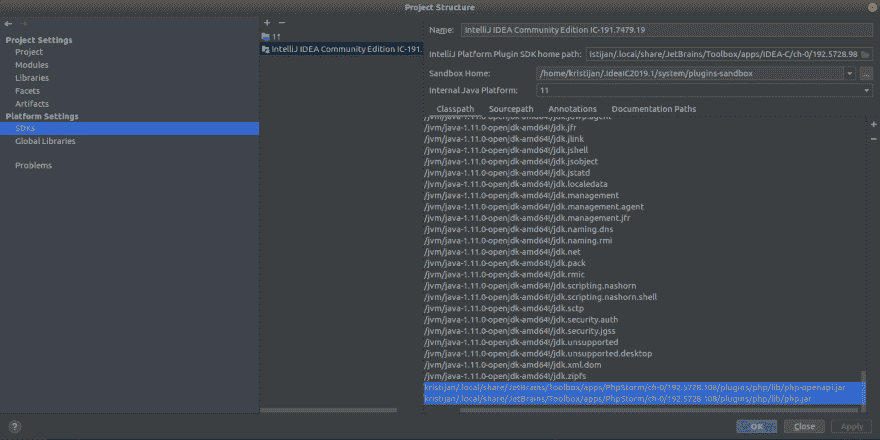 Project Structure
Project Settings
Project
Modules
Libraries
Facets
Artifacts
Platform Settings
SDKs
Global Libraries
Problems
11
IntelliJ IDEA Community Edition IC-191.
Name: IntelliJ IDEA Community Edition IC-191.7479.19
IntelliJ Platform Plugin SDK home path: istijan/.local/share/JetBrains/Toolbox/apps/IDEA-C/ch-0/192.5728.98
Sandbox Home: /home/kristijan/.IdeaIC2019.1/system/plugins-sandbox
Internal Java Platform: 11
Classpath Sourcepath Annotations Documentation Paths
/jvm/java-1.11.0-openjdk-amd64!/jdk.jdwp.agent
/jvm/java-1.11.0-openjdk-amd64!/jdk.jfr
/jvm/java-1.11.0-openjdk-amd64!/jdk.jlink
/jvm/java-1.11.0-openjdk-amd64!/jdk.jshell
/jvm/java-1.11.0-openjdk-amd64!/jdk.jsobject
/jvm/java-1.11.0-openjdk-amd64!/jdk.jstatd
/jvm/java-1.11.0-openjdk-amd64!/jdk.localedata
/jvm/java-1.11.0-openjdk-amd64!/jdk.management
/jvm/java-1.11.0-openjdk-amd64!/jdk.management.agent
/jvm/java-1.11.0-openjdk-amd64!/jdk.management.jfr
/jvm/java-1.11.0-openjdk-amd64!/jdk.naming.dns
/jvm/java-1.11.0-openjdk-amd64!/jdk.naming.rmi
/jvm/java-1.11.0-openjdk-amd64!/jdk.net
/jvm/java-1.11.0-openjdk-amd64!/jdk.pack
/jvm/java-1.11.0-openjdk-amd64!/jdk.rmic
/jvm/java-1.11.0-openjdk-amd64!/jdk.scripting.nashorn
/jvm/java-1.11.0-openjdk-amd64!/jdk.scripting.nashorn.shell
/jvm/java-1.11.0-openjdk-amd64!/jdk.sctp
/jvm/java-1.11.0-openjdk-amd64!/jdk.security.auth
/jvm/java-1.11.0-openjdk-amd64!/jdk.security.jgss
/jvm/java-1.11.0-openjdk-amd64!/jdk.unsupported
/jvm/java-1.11.0-openjdk-amd64!/jdk.unsupported.desktop
/jvm/java-1.11.0-openjdk-amd64!/jdk.xml.dom
/jvm/java-1.11.0-openjdk-amd64!/jdk.zipfs
kristijan/.local/share/JetBrains/Toolbox/apps/PhpStorm/ch-0/192.5728.108/plugins/php/lib/php-openapi.jar
kristijan/.local/share/JetBrains/Toolbox/apps/PhpStorm/ch-0/192.5728.108/plugins/php/lib/php.jar
? OK Close Apply